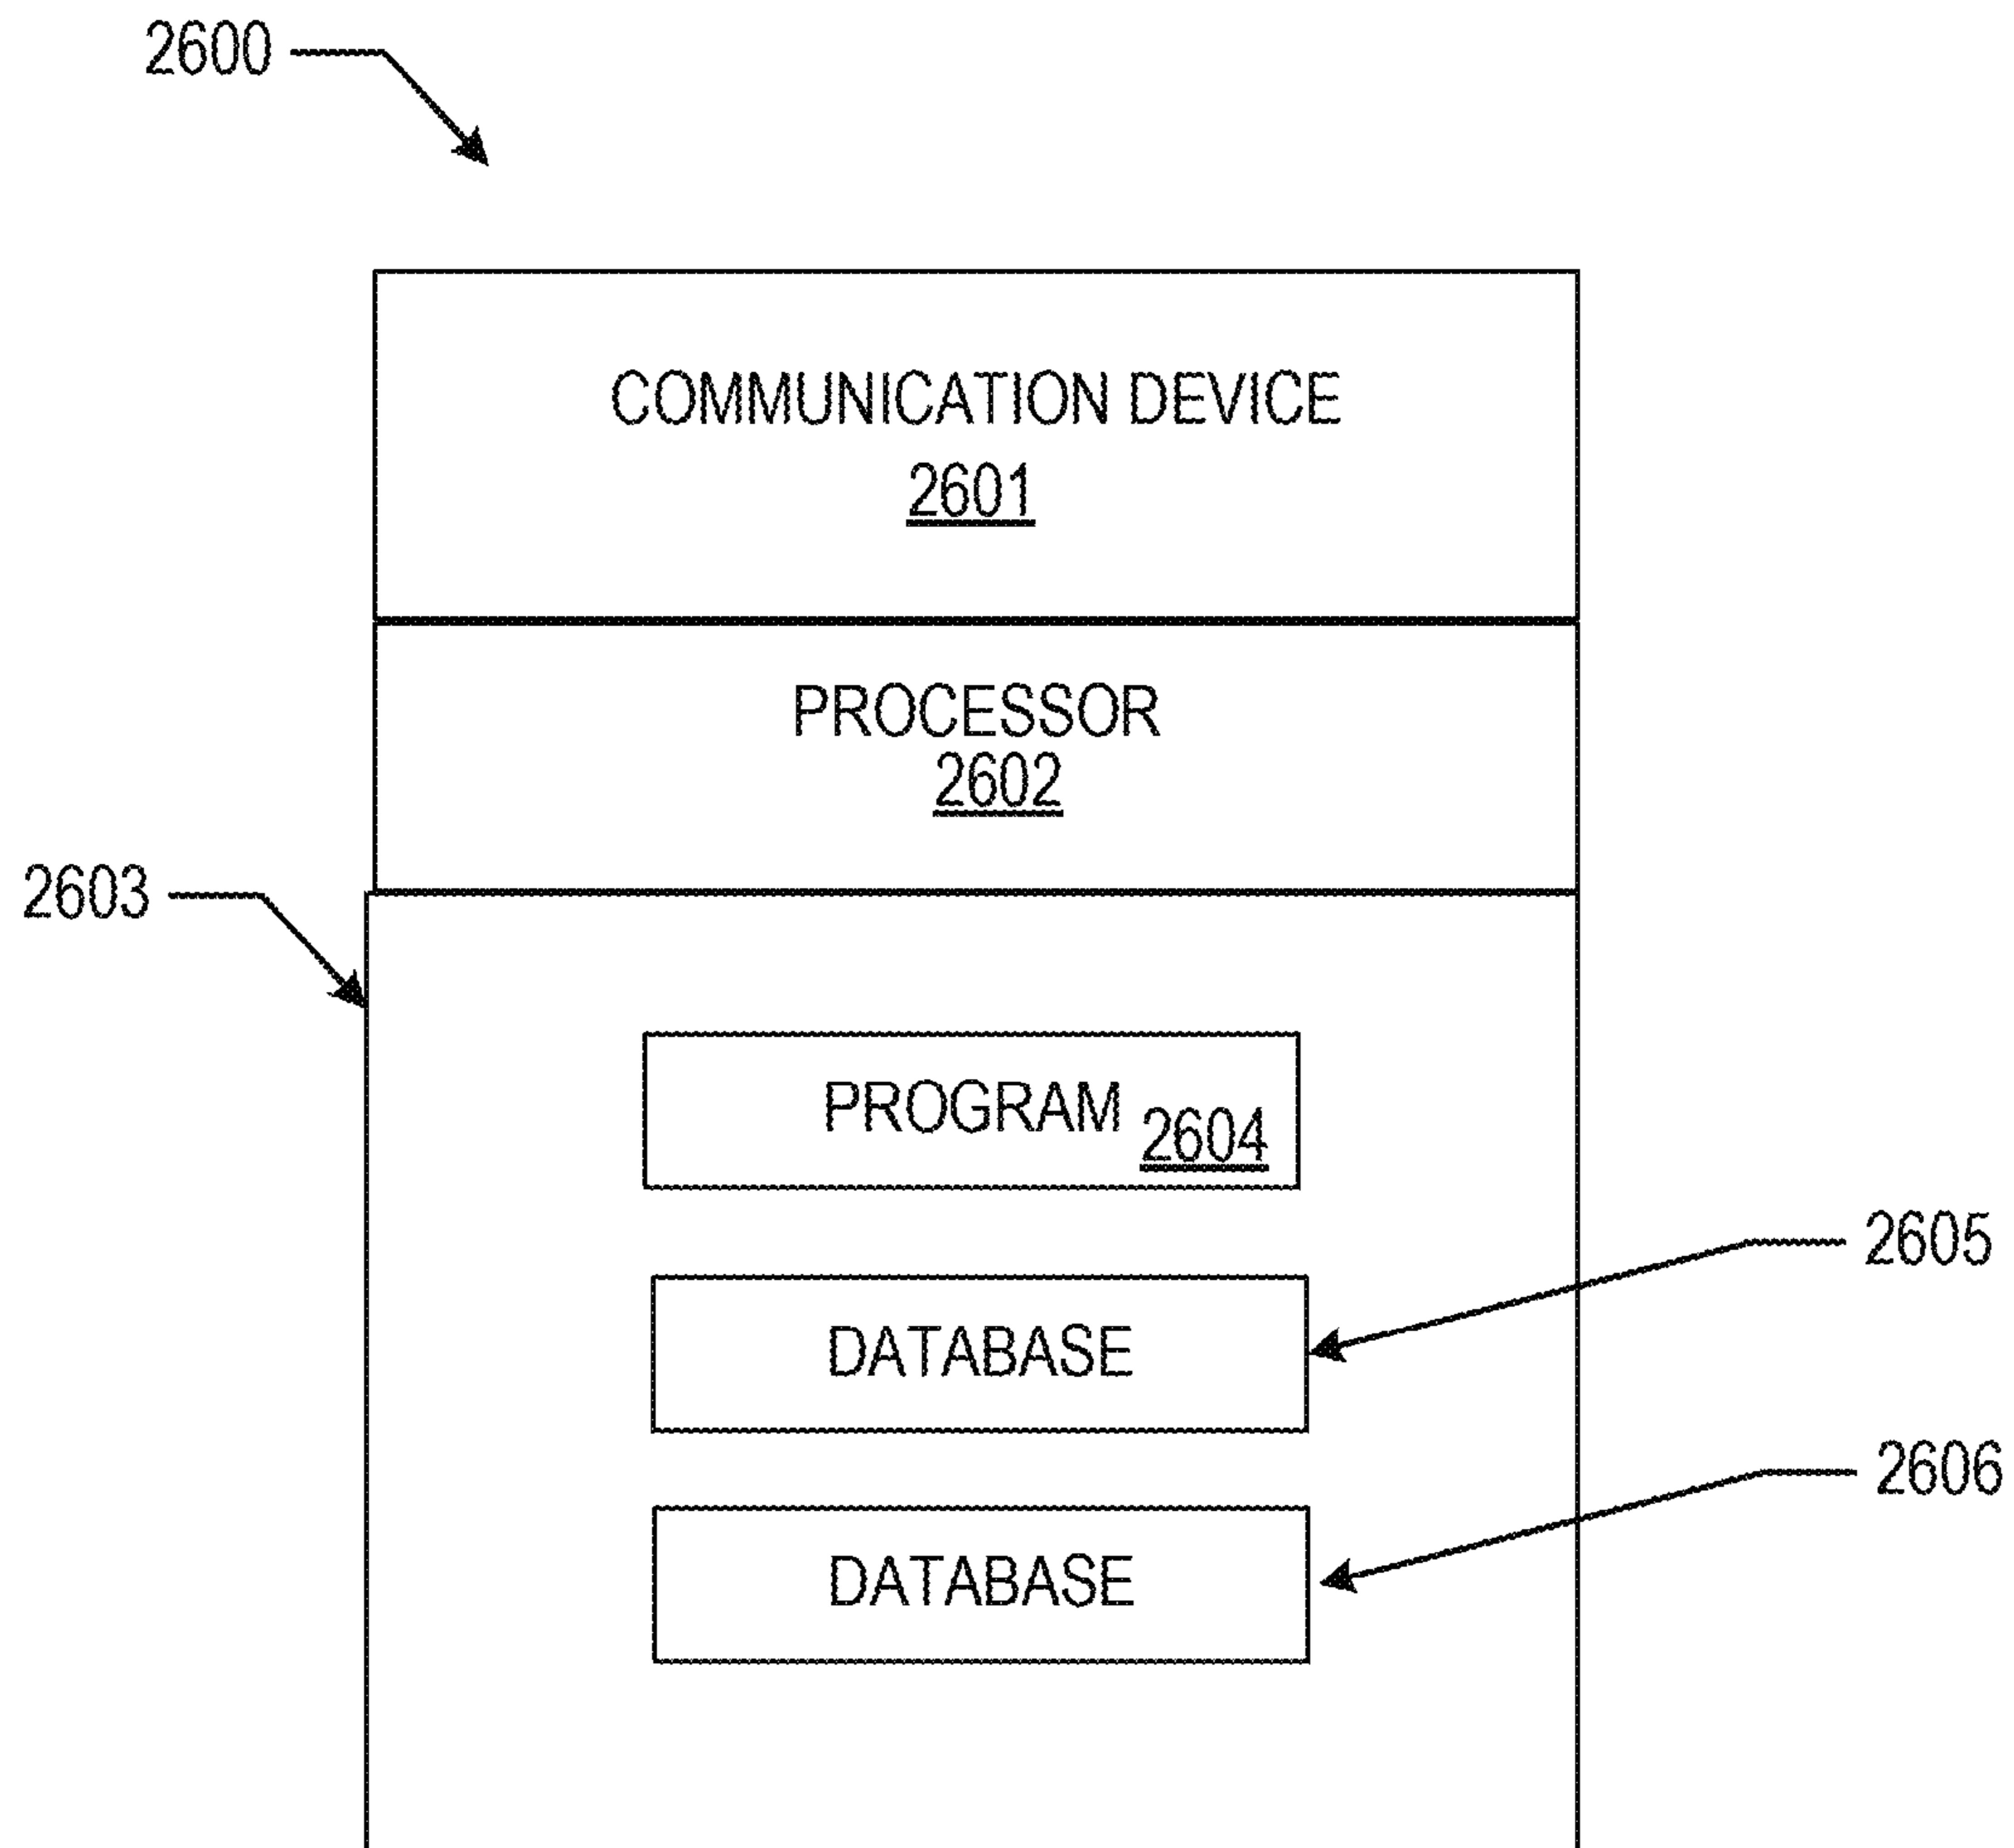 2600
COMMUNICATION DEVICE
2601
PROCESSOR
2602
2603
PROGRAM 2604
2605
DATABASE
2606
DATABASE